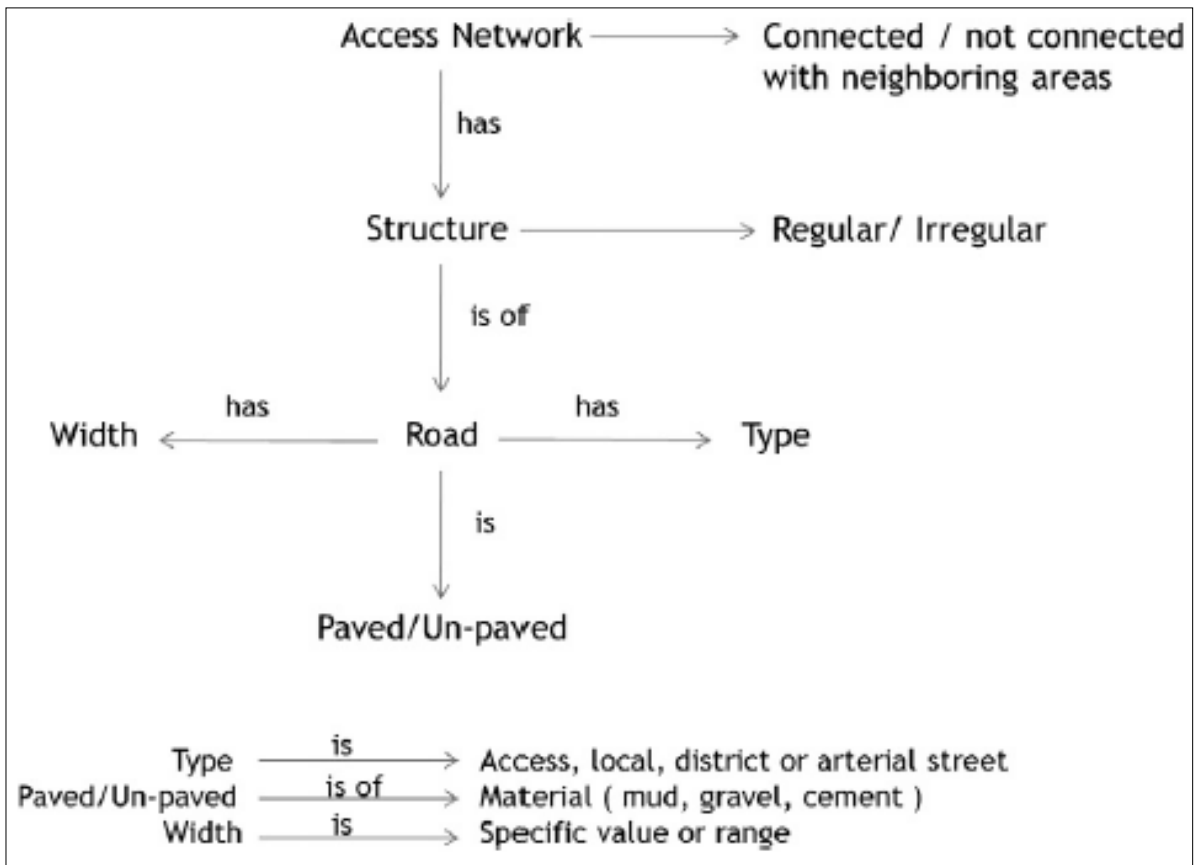 Access Network
Connected / not connected
with neighboring areas
has
Structure
Regular/ Irregular
is of
has
has
Width
Road
Type
is
Paved/Un-paved
Type
is
Access, local, district or arterial street
Paved/Un-paved
is of
Material ( mud, gravel, cement )
Width
is
Specific value or range